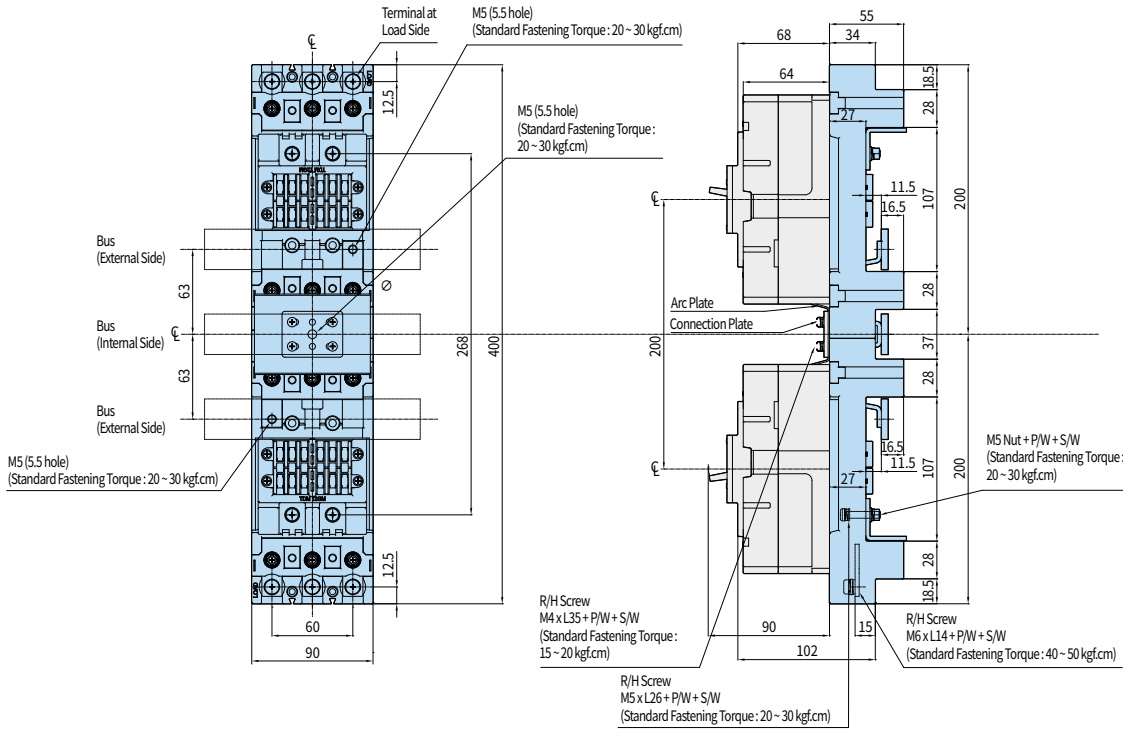 Terminal at
Load Side
M5 (5.5 hole)
(Standard Fastening Torque : 20 ~ 30 kgf.cm)
M5 (5.5 hole)
(Standard Fastening Torque :
20 ~ 30 kgf.cm)
LOAD
12.5
Bus
(External Side)
63
Bus
(Internal Side)
63
Bus
(External Side)
∅
268
400
M5 (5.5 hole)
(Standard Fastening Torque : 20 ~ 30 kgf.cm)
12.5
LOAD
60
90
55
68
34
64
18.5
28
27
11.5
16.5
107
200
28
Arc Plate
Connection Plate
200
37
28
16.5
11.5
107
200
27
M5 Nut + P/W + S/W
(Standard Fastening Torque :
20 ~ 30 kgf.cm)
28
18.5
15
90
102
R/H Screw
M4 x L35 + P/W + S/W
(Standard Fastening Torque :
15 ~ 20 kgf.cm)
R/H Screw
M6 x L14 + P/W + S/W
(Standard Fastening Torque : 40 ~ 50 kgf.cm)
R/H Screw
M5 x L26 + P/W + S/W
(Standard Fastening Torque : 20 ~ 30 kgf.cm)